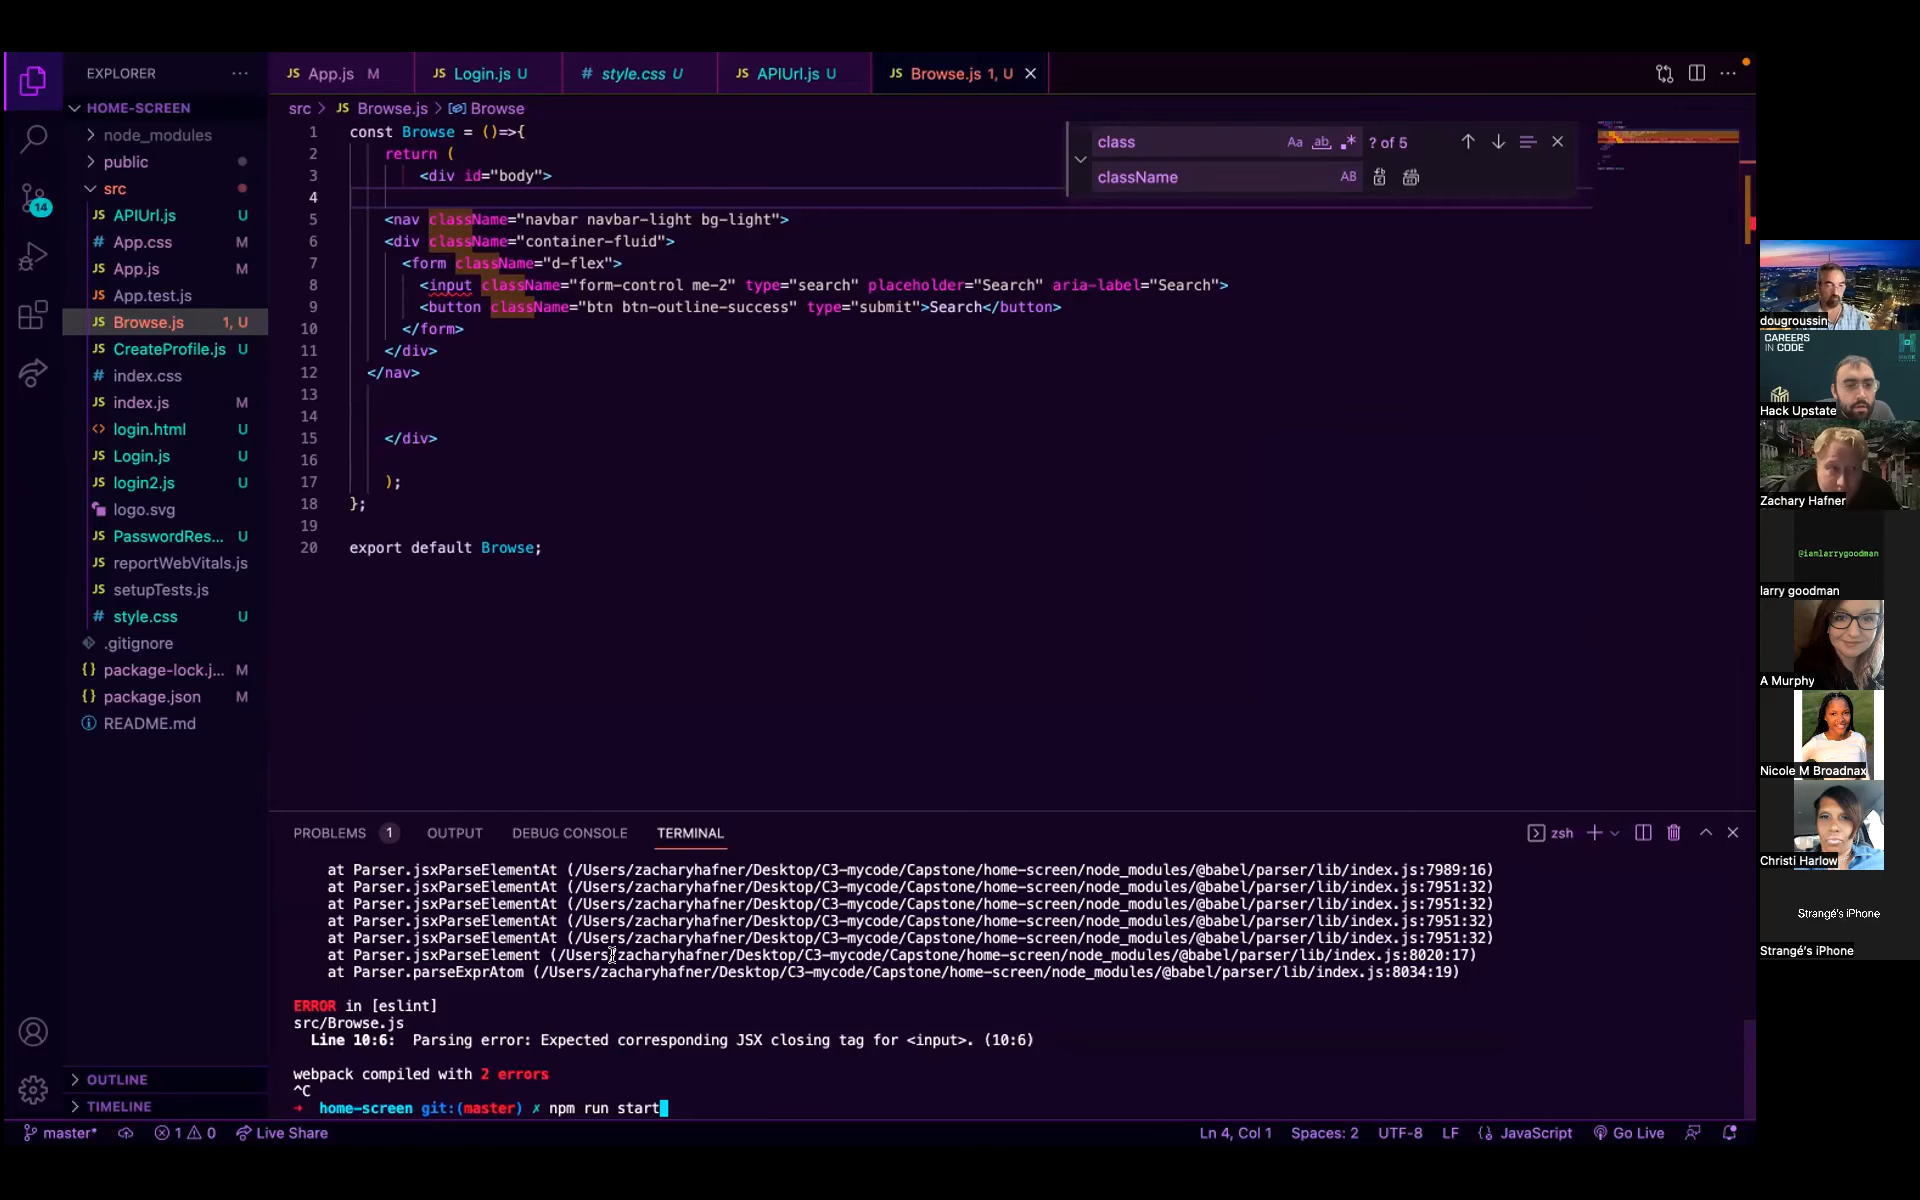 EXPLORER
HOME-SCREEN
node_modules
public
src
APIUrl.js U
App.css M
App.js M
App.test.js
Browse.js 1, U
CreateProfile.js U
index.css
index.js M
login.html U
Login.js U
login2.js U
logo.svg
PasswordRes... U
reportWebVitals.js
setupTests.js
style.css U
.gitignore
package-lock.j... M
package.json M
README.md
OUTLINE
TIMELINE
14
JS App.js M
JS Login.js U
# style.css U
JS APIUrl.js U
JS Browse.js 1, U
src > JS Browse.js > Browse
class Aa ab ? of 5
className AB
1 const Browse = ()=>{
2 return (
3 <div id="body">
4
5 <nav className="navbar navbar-light bg-light">
6 <div className="container-fluid">
7 <form className="d-flex">
8 <input className="form-control me-2" type="search" placeholder="Search" aria-label="Search">
9 <button className="btn btn-outline-success" type="submit">Search</button>
10 </form>
11 </div>
12 </nav>
13
14
15 </div>
16
17 );
18 };
19
20 export default Browse;
PROBLEMS 1 OUTPUT DEBUG CONSOLE TERMINAL zsh
at Parser.jsxParseElementAt (/Users/zacharyhafner/Desktop/C3-mycode/Capstone/home-screen/node_modules/@babel/parser/lib/index.js:7989:16)
at Parser.jsxParseElementAt (/Users/zacharyhafner/Desktop/C3-mycode/Capstone/home-screen/node_modules/@babel/parser/lib/index.js:7951:32)
at Parser.jsxParseElementAt (/Users/zacharyhafner/Desktop/C3-mycode/Capstone/home-screen/node_modules/@babel/parser/lib/index.js:7951:32)
at Parser.jsxParseElementAt (/Users/zacharyhafner/Desktop/C3-mycode/Capstone/home-screen/node_modules/@babel/parser/lib/index.js:7951:32)
at Parser.jsxParseElementAt (/Users/zacharyhafner/Desktop/C3-mycode/Capstone/home-screen/node_modules/@babel/parser/lib/index.js:7951:32)
at Parser.jsxParseElement (/Users/zacharyhafner/Desktop/C3-mycode/Capstone/home-screen/node_modules/@babel/parser/lib/index.js:8020:17)
at Parser.parseExprAtom (/Users/zacharyhafner/Desktop/C3-mycode/Capstone/home-screen/node_modules/@babel/parser/lib/index.js:8034:19)
ERROR in [eslint]
src/Browse.js
Line 10:6: Parsing error: Expected corresponding JSX closing tag for <input>. (10:6)
webpack compiled with 2 errors
^C
→ home-screen git:(master) ✗ npm run start
master* 1 0 Live Share Ln 4, Col 1 Spaces: 2 UTF-8 LF JavaScript Go Live
dougroussin
CAREERS
IN CODE
Hack Upstate
Zachary Hafner
@iamlarrygoodman
larry goodman
A Murphy
Nicole M Broadnax
Christi Harlow
Strangé's iPhone
Strangé's iPhone